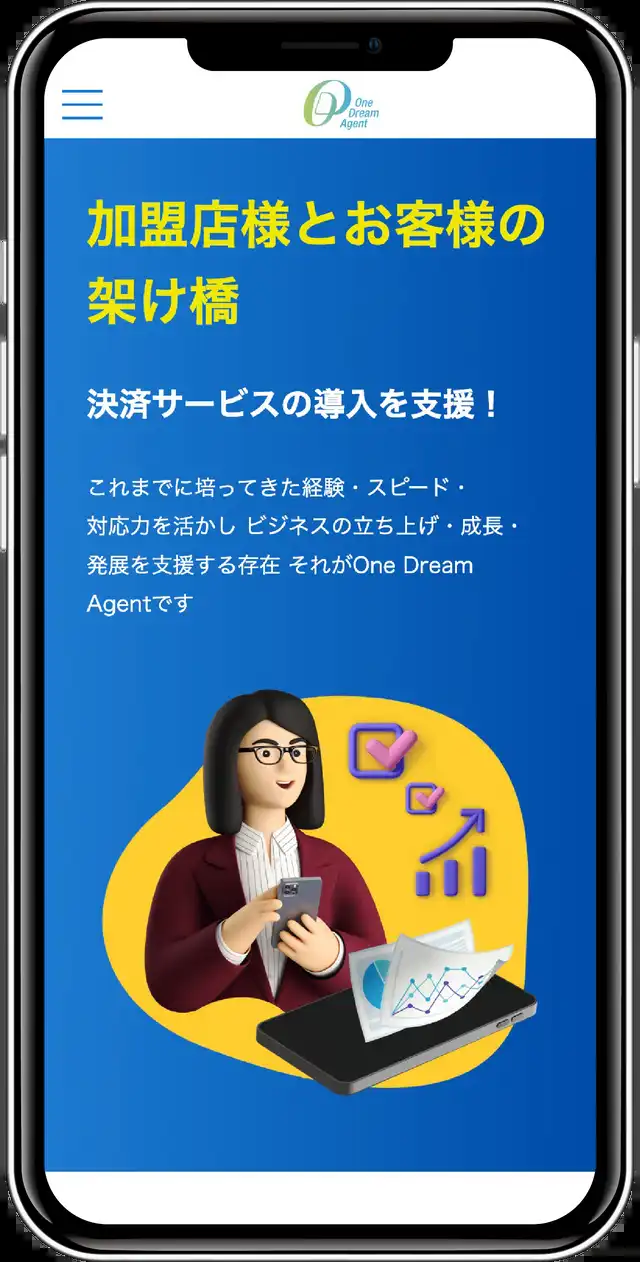 One
Dream
Agent
加盟店様とお客様の
架け橋
決済サービスの導入を支援！
これまでに培ってきた経験・スピード・
対応力を活かし ビジネスの立ち上げ・成長・
発展を支援する存在 それがOne Dream
Agentです